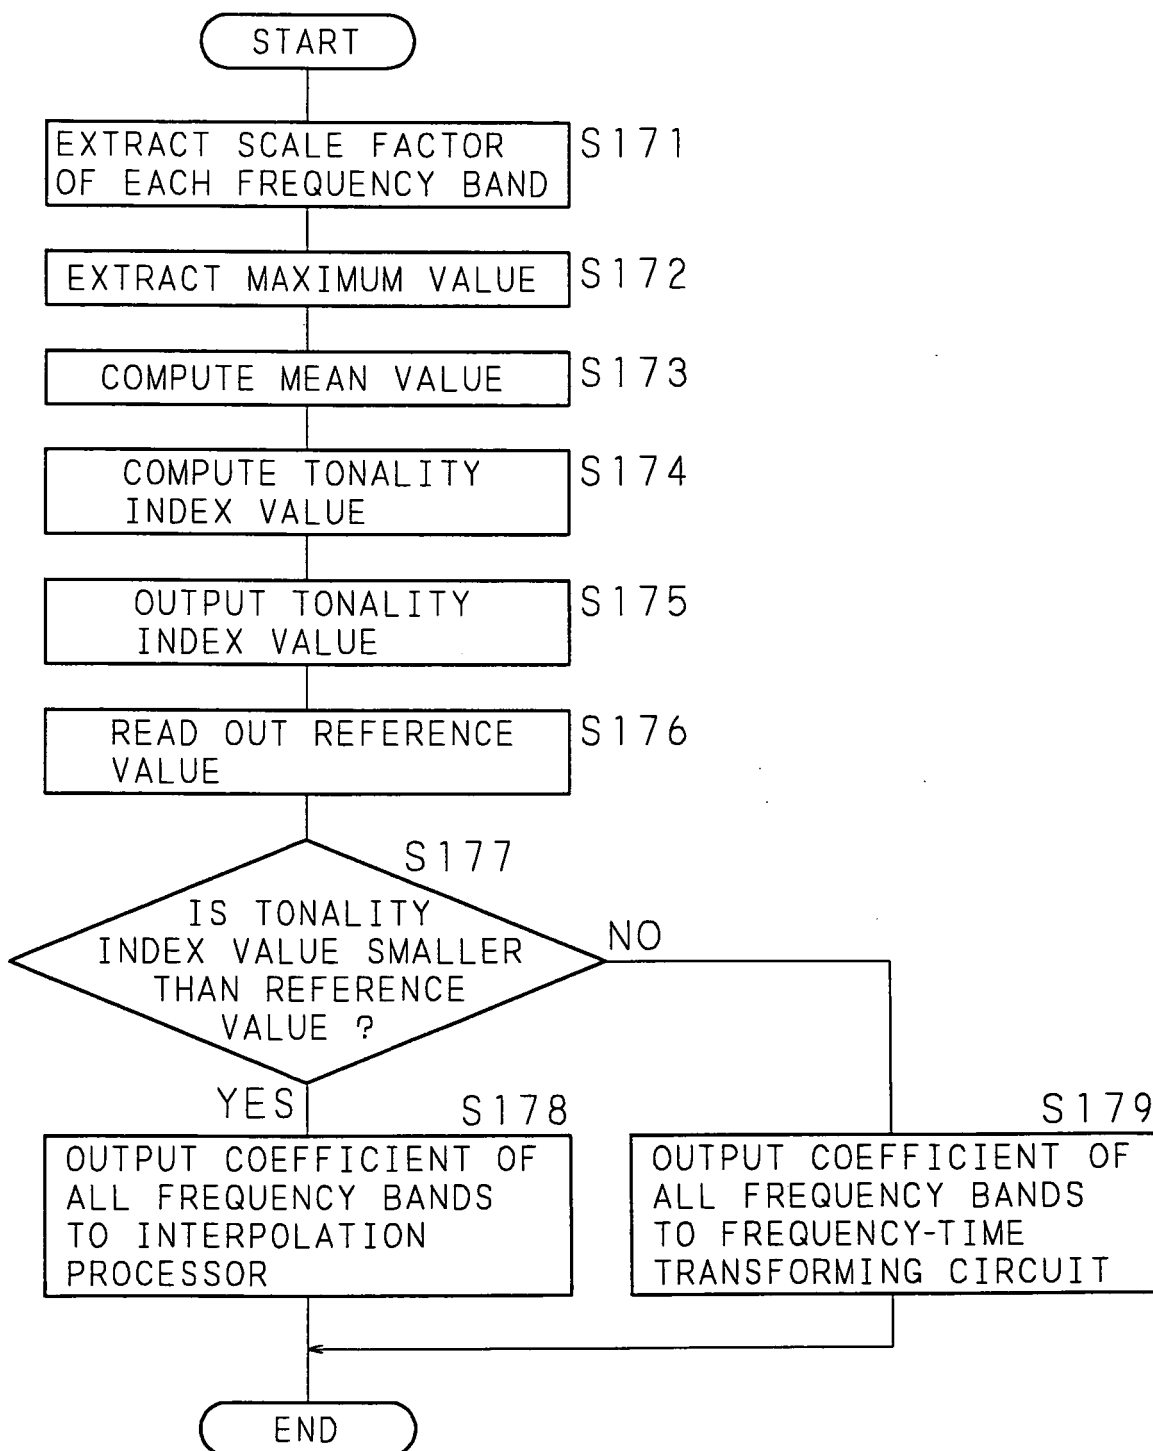 START
EXTRACT SCALE FACTOR
OF EACH FREQUENCY BAND
S171
EXTRACT MAXIMUM VALUE
S172
COMPUTE MEAN VALUE
S173
COMPUTE TONALITY
INDEX VALUE
S174
OUTPUT TONALITY
INDEX VALUE
S175
READ OUT REFERENCE
VALUE
S176
S177
IS TONALITY
INDEX VALUE SMALLER
THAN REFERENCE
VALUE ?
NO
YES
S178
OUTPUT COEFFICIENT OF
ALL FREQUENCY BANDS
TO INTERPOLATION
PROCESSOR
S179
OUTPUT COEFFICIENT OF
ALL FREQUENCY BANDS
TO FREQUENCY-TIME
TRANSFORMING CIRCUIT
END